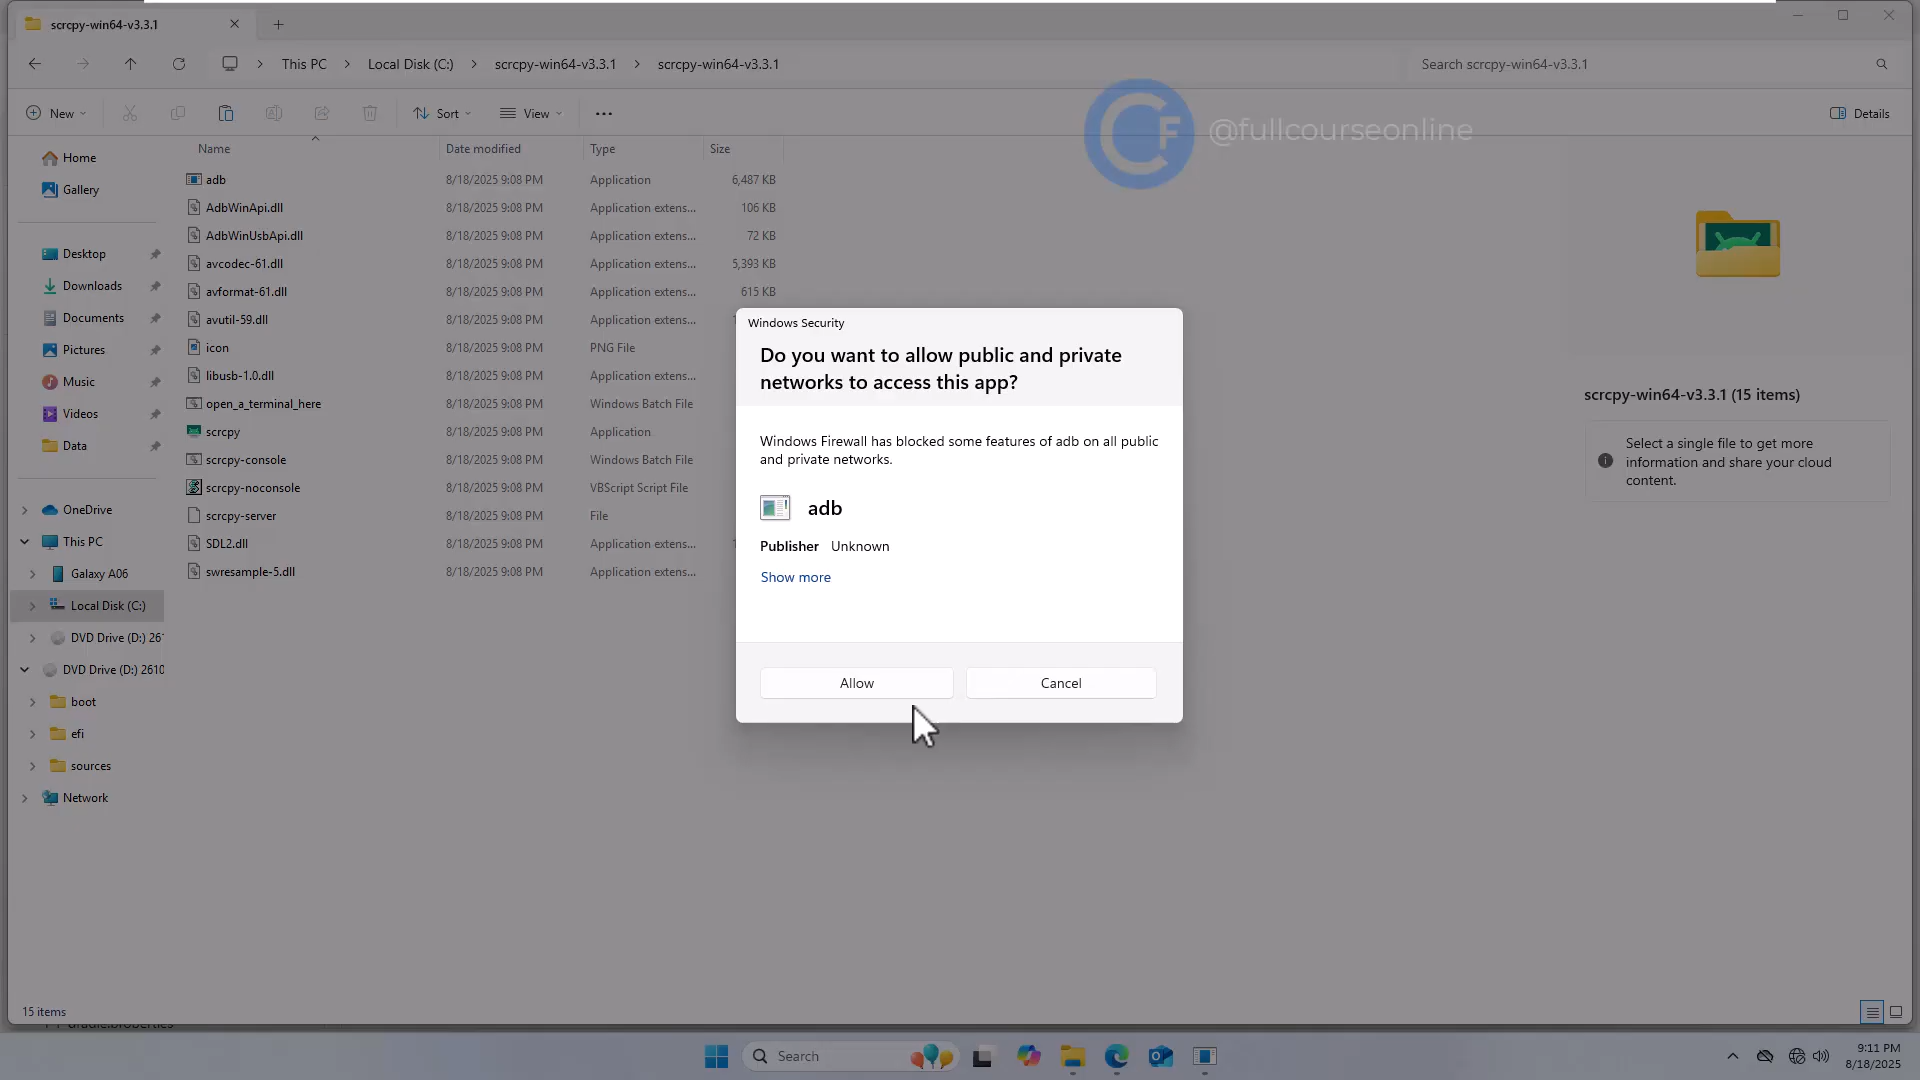 scrcpy-win64-v3.3.1
This PC
Local Disk (C:)
scrcpy-win64-v3.3.1
scrcpy-win64-v3.3.1
Search scrcpy-win64-v3.3.1
New
Sort
View
Details
CF
@fullcourseonline
Name
Date modified
Type
Size
Home
Gallery
Desktop
Downloads
Documents
Pictures
Music
Videos
Data
OneDrive
This PC
Galaxy A06
Local Disk (C:)
DVD Drive (D:) 26
DVD Drive (D:) 2610
boot
efi
sources
Network
adb 8/18/2025 9:08 PM Application 6,487 KB
AdbWinApi.dll 8/18/2025 9:08 PM Application extens... 106 KB
AdbWinUsbApi.dll 8/18/2025 9:08 PM Application extens... 72 KB
avcodec-61.dll 8/18/2025 9:08 PM Application extens... 5,393 KB
avformat-61.dll 8/18/2025 9:08 PM Application extens... 615 KB
avutil-59.dll 8/18/2025 9:08 PM Application extens...
icon 8/18/2025 9:08 PM PNG File
libusb-1.0.dll 8/18/2025 9:08 PM Application extens...
open_a_terminal_here 8/18/2025 9:08 PM Windows Batch File
scrcpy 8/18/2025 9:08 PM Application
scrcpy-console 8/18/2025 9:08 PM Windows Batch File
scrcpy-noconsole 8/18/2025 9:08 PM VBScript Script File
scrcpy-server 8/18/2025 9:08 PM File
SDL2.dll 8/18/2025 9:08 PM Application extens...
swresample-5.dll 8/18/2025 9:08 PM Application extens...
Windows Security
Do you want to allow public and private
networks to access this app?
Windows Firewall has blocked some features of adb on all public
and private networks.
adb
Publisher Unknown
Show more
Allow
Cancel
scrcpy-win64-v3.3.1 (15 items)
Select a single file to get more
information and share your cloud
content.
15 items
Search
9:11 PM
8/18/2025